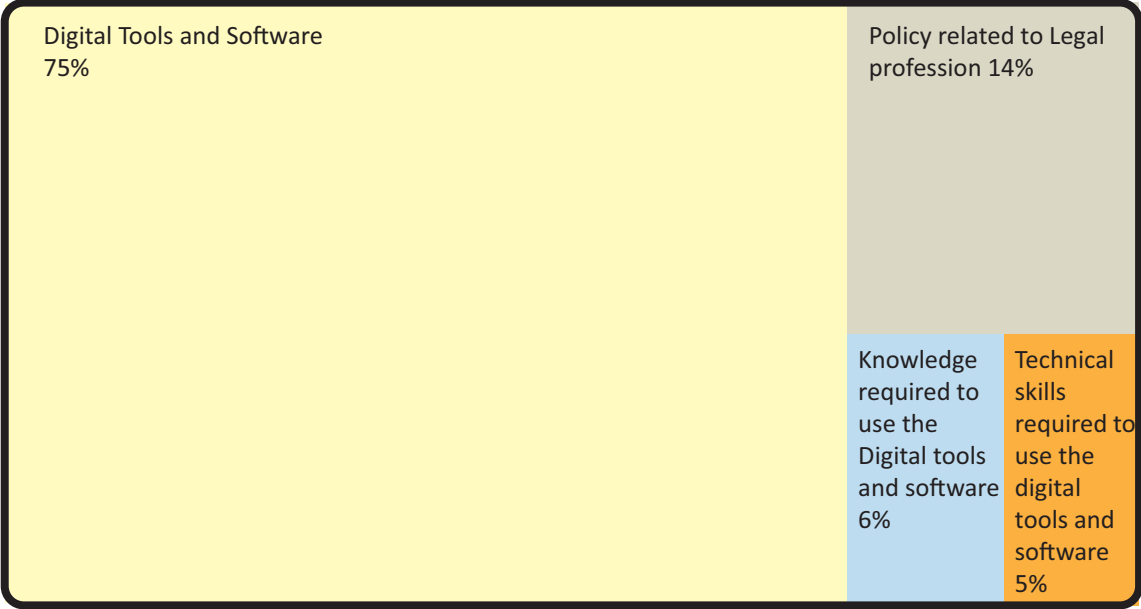 Digital Tools and Software
75%
Policy related to Legal
profession 14%
Knowledge
required to
use the
Digital tools
and software
6%
Technical
skills
required to
use the
digital
tools and
software
5%